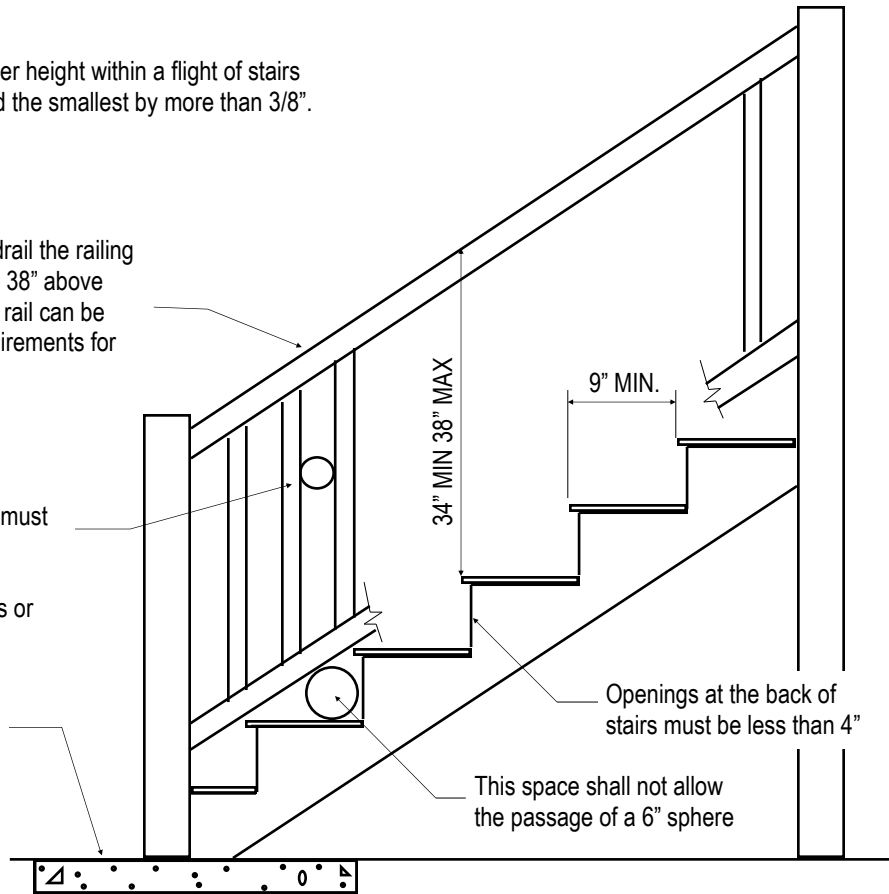 er height within a flight of stairs
d the smallest by more than 3/8”.
drail the railing
38” above
rail can be
irements for
34” MIN 38” MAX
9” MIN.
must
s or
Openings at the back of
stairs must be less than 4”
This space shall not allow
the passage of a 6” sphere